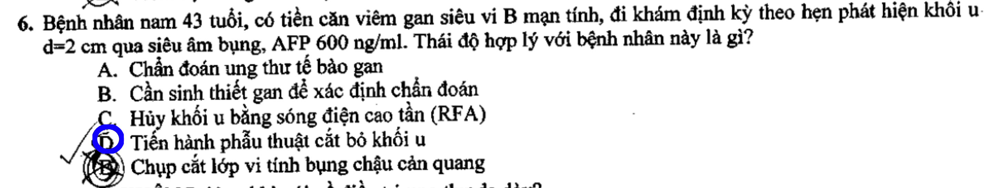 6. Bệnh nhân nam 43 tuổi, có tiền căn viêm gan siêu vi B mạn tính, đi khám định kỳ theo hẹn phát hiện khối u
d=2 cm qua siêu âm bụng, AFP 600 ng/ml. Thái độ hợp lý với bệnh nhân này là gì?
A. Chẩn đoán ung thư tế bào gan
B. Cần sinh thiết gan để xác định chẩn đoán
C. Hủy khối u bằng sóng điện cao tần (RFA)
D Tiến hành phẫu thuật cắt bỏ khối u
E Chụp cắt lớp vi tính bụng chậu cản quang